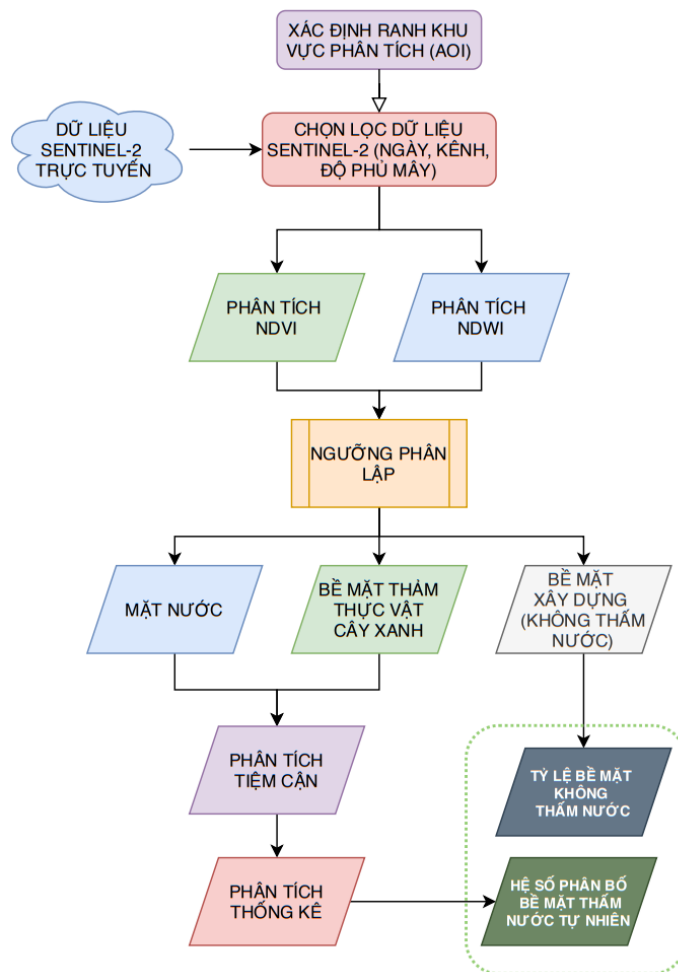 XÁC ĐỊNH RANH KHU
VỰC PHÂN TÍCH (AOI)
DỮ LIỆU
SENTINEL-2
TRỰC TUYẾN
CHỌN LỌC DỮ LIỆU
SENTINEL-2 (NGÀY, KÊNH,
ĐỘ PHỦ MÂY)
PHÂN TÍCH
NDVI
PHÂN TÍCH
NDWI
NGƯỠNG PHÂN
LẬP
MẶT NƯỚC
BỀ MẶT THẢM
THỰC VẬT
CÂY XANH
BỀ MẶT
XÂY DỰNG
(KHÔNG THẤM
NƯỚC)
PHÂN TÍCH
TIỆM CẬN
TỶ LỆ BỀ MẶT
KHÔNG
THẤM NƯỚC
PHÂN TÍCH
THỐNG KÊ
HỆ SỐ PHÂN BỐ
BỀ MẶT THẤM
NƯỚC TỰ NHIÊN